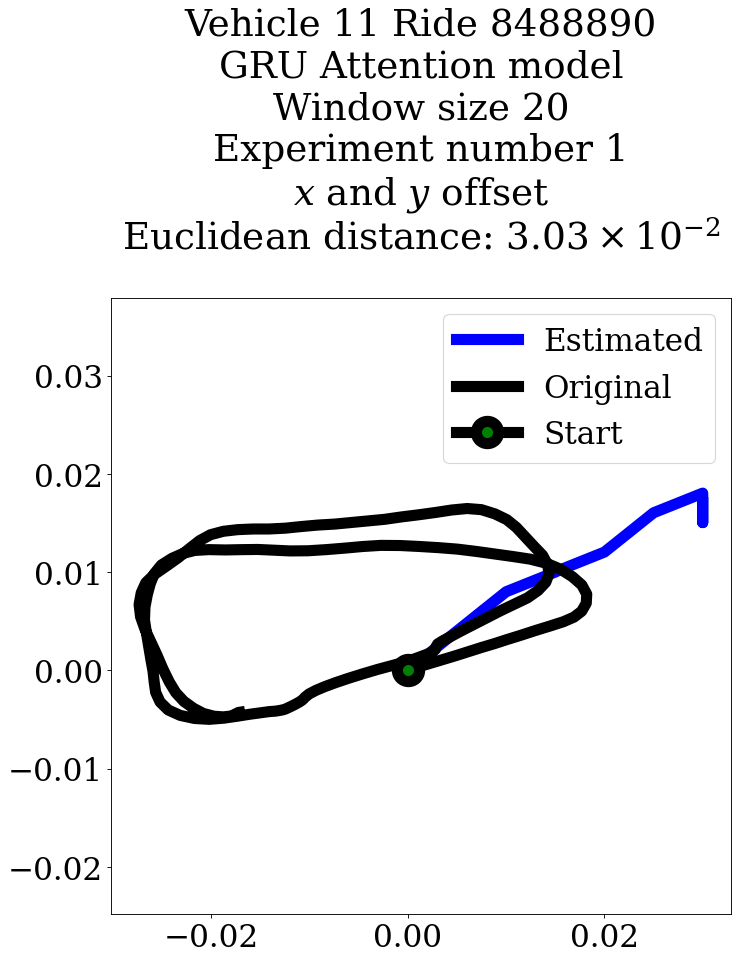 Vehicle 11 Ride 8488890
GRU Attention model
Window size 20
Experiment number 1
x and y offset
Euclidean distance: 3.03 × 10⁻²
Estimated
Original
Start
0.03
0.02
0.01
0.00
−0.01
−0.02
−0.02 0.00 0.02